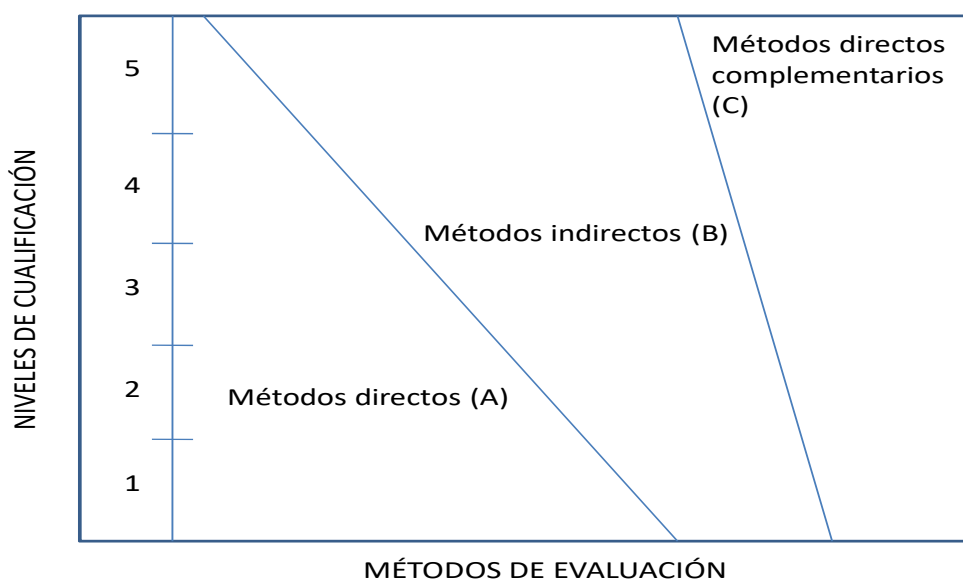 NIVELES DE CUALIFICACIÓN
5
4
3
2
1
Métodos directos
complementarios
(C)
Métodos indirectos (B)
Métodos directos (A)
MÉTODOS DE EVALUACIÓN